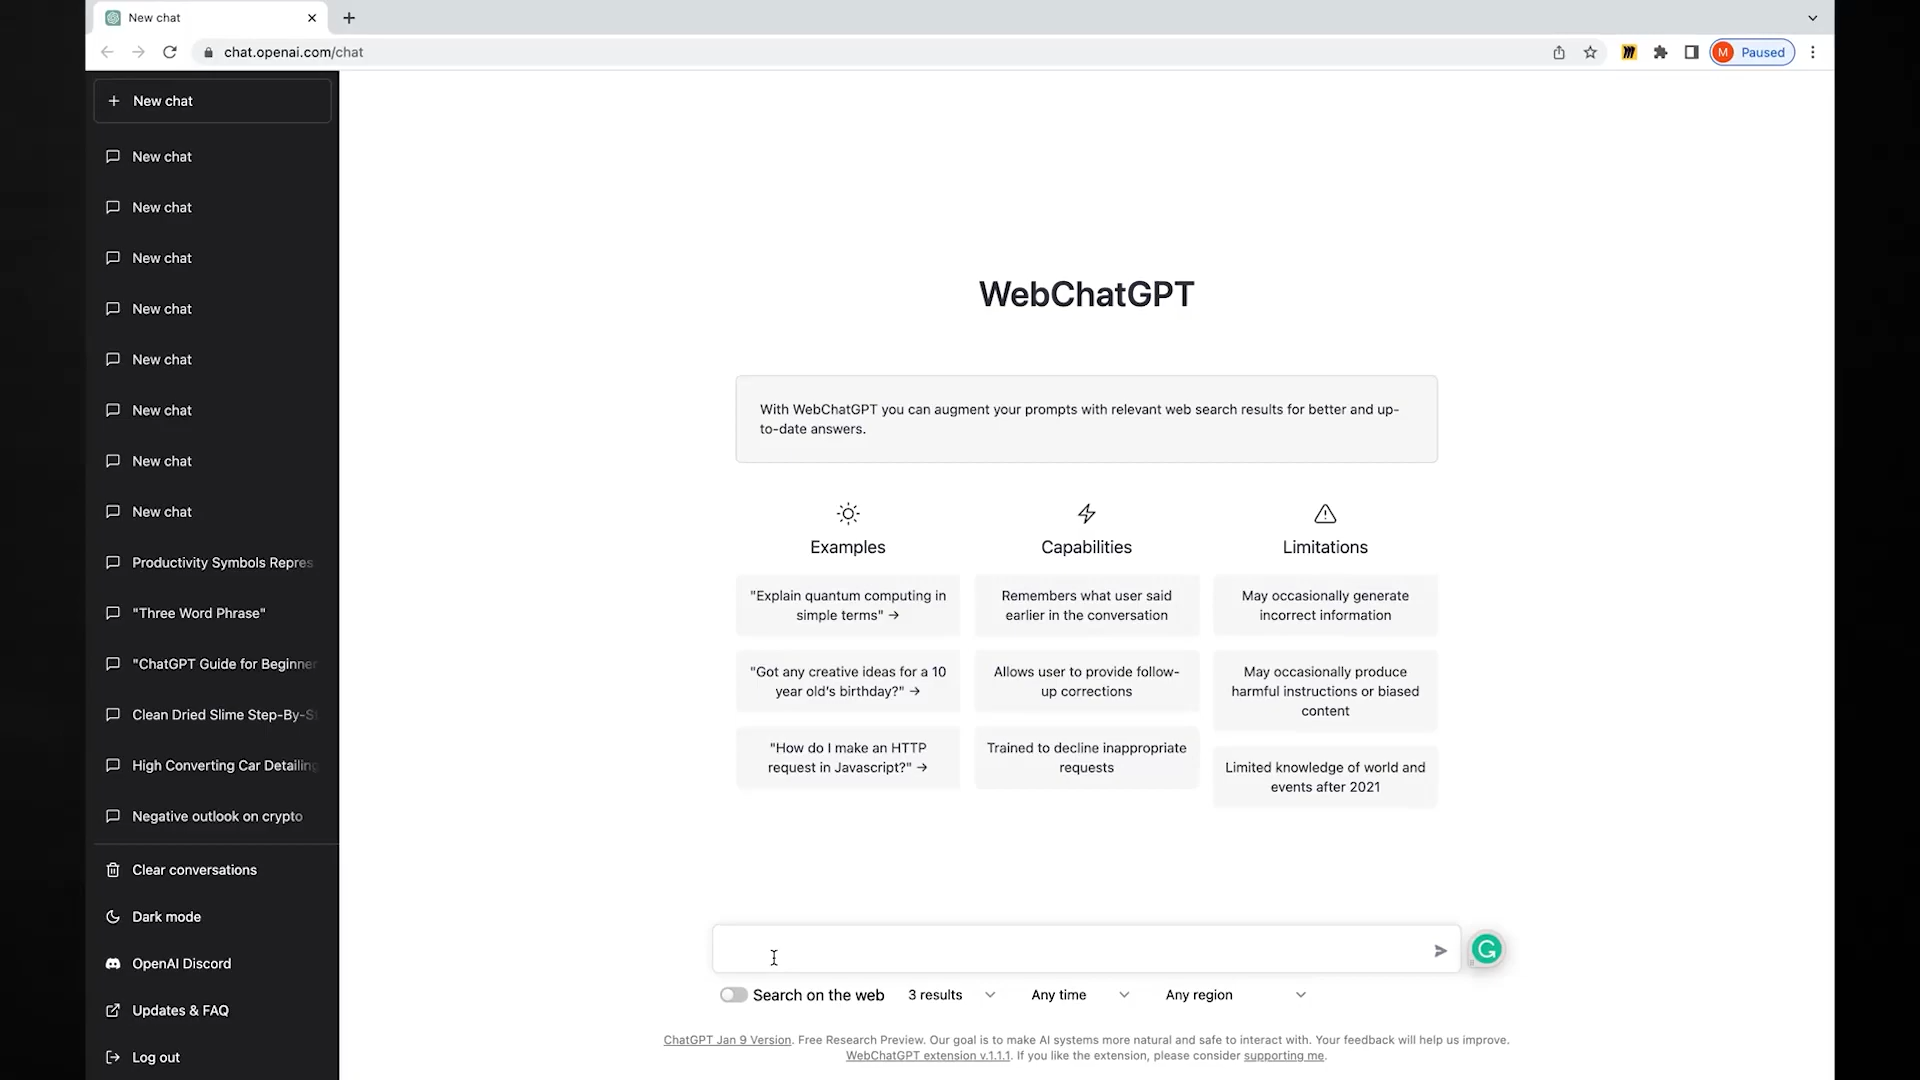 New chat
chat.openai.com/chat
M Paused
New chat
New chat
New chat
New chat
New chat
New chat
New chat
New chat
New chat
Productivity Symbols Repres
"Three Word Phrase"
"ChatGPT Guide for Beginner
Clean Dried Slime Step-By-S
High Converting Car Detailing
Negative outlook on crypto
Clear conversations
Dark mode
OpenAI Discord
Updates & FAQ
Log out
WebChatGPT
With WebChatGPT you can augment your prompts with relevant web search results for better and up-
to-date answers.
Examples
"Explain quantum computing in
simple terms" →
"Got any creative ideas for a 10
year old's birthday?" →
"How do I make an HTTP
request in Javascript?" →
Capabilities
Remembers what user said
earlier in the conversation
Allows user to provide follow-
up corrections
Trained to decline inappropriate
requests
Limitations
May occasionally generate
incorrect information
May occasionally produce
harmful instructions or biased
content
Limited knowledge of world and
events after 2021
Search on the web 3 results Any time Any region
ChatGPT Jan 9 Version. Free Research Preview. Our goal is to make AI systems more natural and safe to interact with. Your feedback will help us improve.
WebChatGPT extension v.1.1.1. If you like the extension, please consider supporting me.